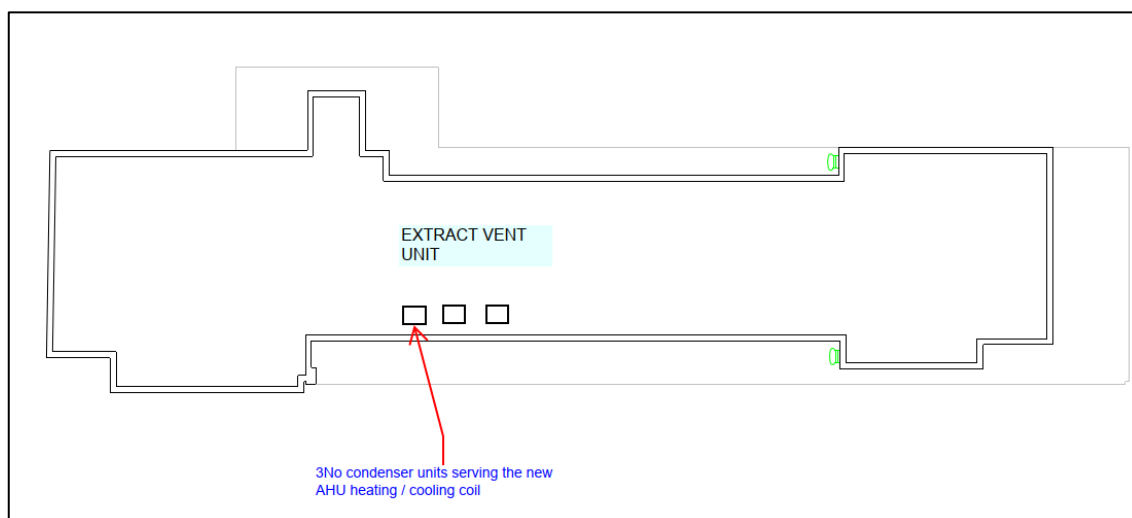 EXTRACT VENT
UNIT
3No condenser units serving the new
AHU heating / cooling coil